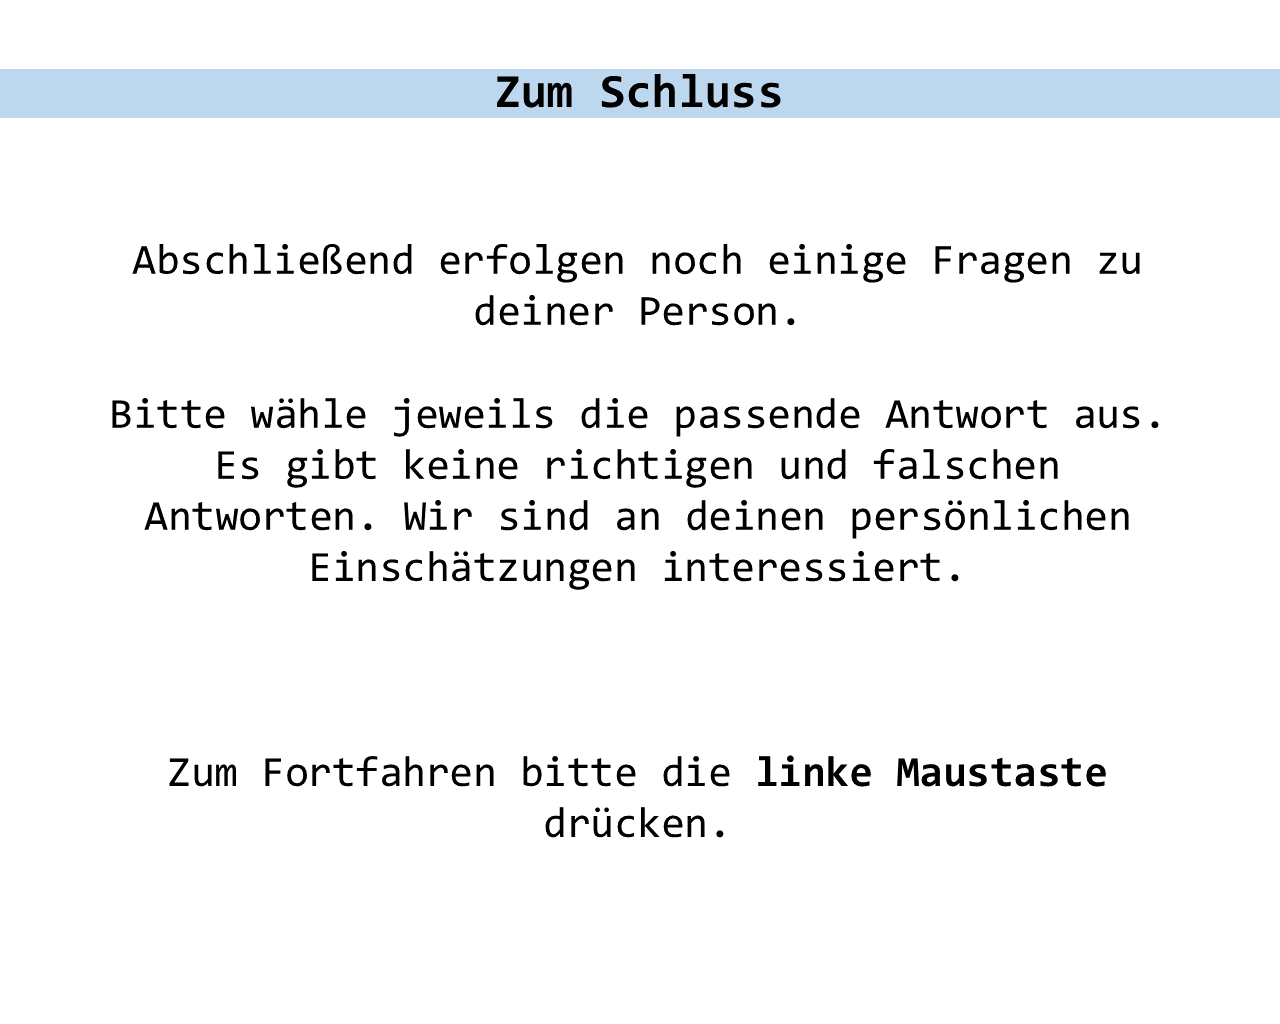 Zum Schluss
Abschließend erfolgen noch einige Fragen zu
deiner Person.
Bitte wähle jeweils die passende Antwort aus.
Es gibt keine richtigen und falschen
Antworten. Wir sind an deinen persönlichen
Einschätzungen interessiert.
Zum Fortfahren bitte die linke Maustaste
drücken.